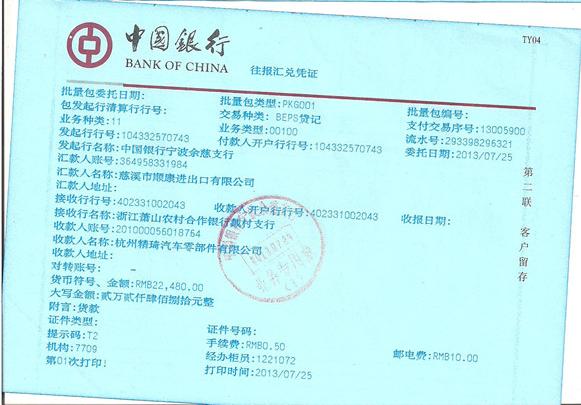 TY04
中国银行
BANK OF CHINA
往报汇兑凭证
批量包委托日期: 批量包类型:PKG001 批量包编号:
包发起行清算行行号: 交易种类: BEPS贷记 支付交易序号:13005900
业务种类:11 业务类型:00100 流水号:293398296321
发起行行号:104332570743 付款人开户行行号:104332570743 委托日期:2013/07/25
发起行名称:中国银行宁波余慈支行
汇款人账号:364958331984
汇款人名称:慈溪市顺康进出口有限公司
汇款人地址:
接收行行号:402331002043 收款人开户行行号:402331002043 收报日期:
接收行名称:浙江萧山农村合作银行戴村支行
收款人账号:201000056018764
收款人名称:杭州精琦汽车零部件有限公司
收款人地址:
对转账号: -
货币符号、金额:RMB22,480.00
大写金额:贰万贰仟肆佰捌拾元整
附言:货款
证件类型: 证件号码:
提示码:T2 手续费:RMB0.50 邮电费:RMB10.00
机构:7709 经办柜员:1221072
第01次打印! 打印时间:2013/07/25
第二联 客户留存
业务专用章